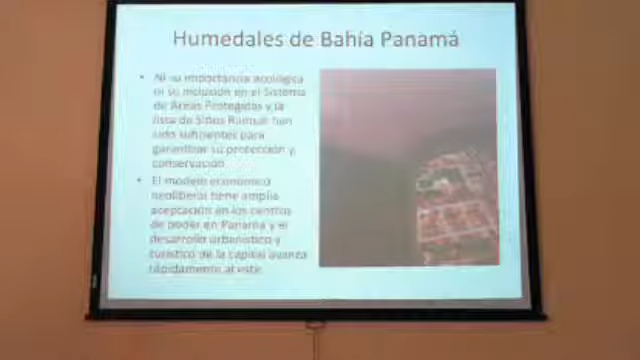 Humedales de Bahía Panamá
• Ni su importancia ecológica
ni su inclusión en el Sistema
de Áreas Protegidas y la
lista de Sitios Ramsar han
sido suficientes para
garantizar su protección y
conservación.
• El modelo económico
neoliberal tiene amplia
aceptación en los centros
de poder en Panamá y el
desarrollo urbanístico y
turístico de la capital avanza
rápidamente al este.